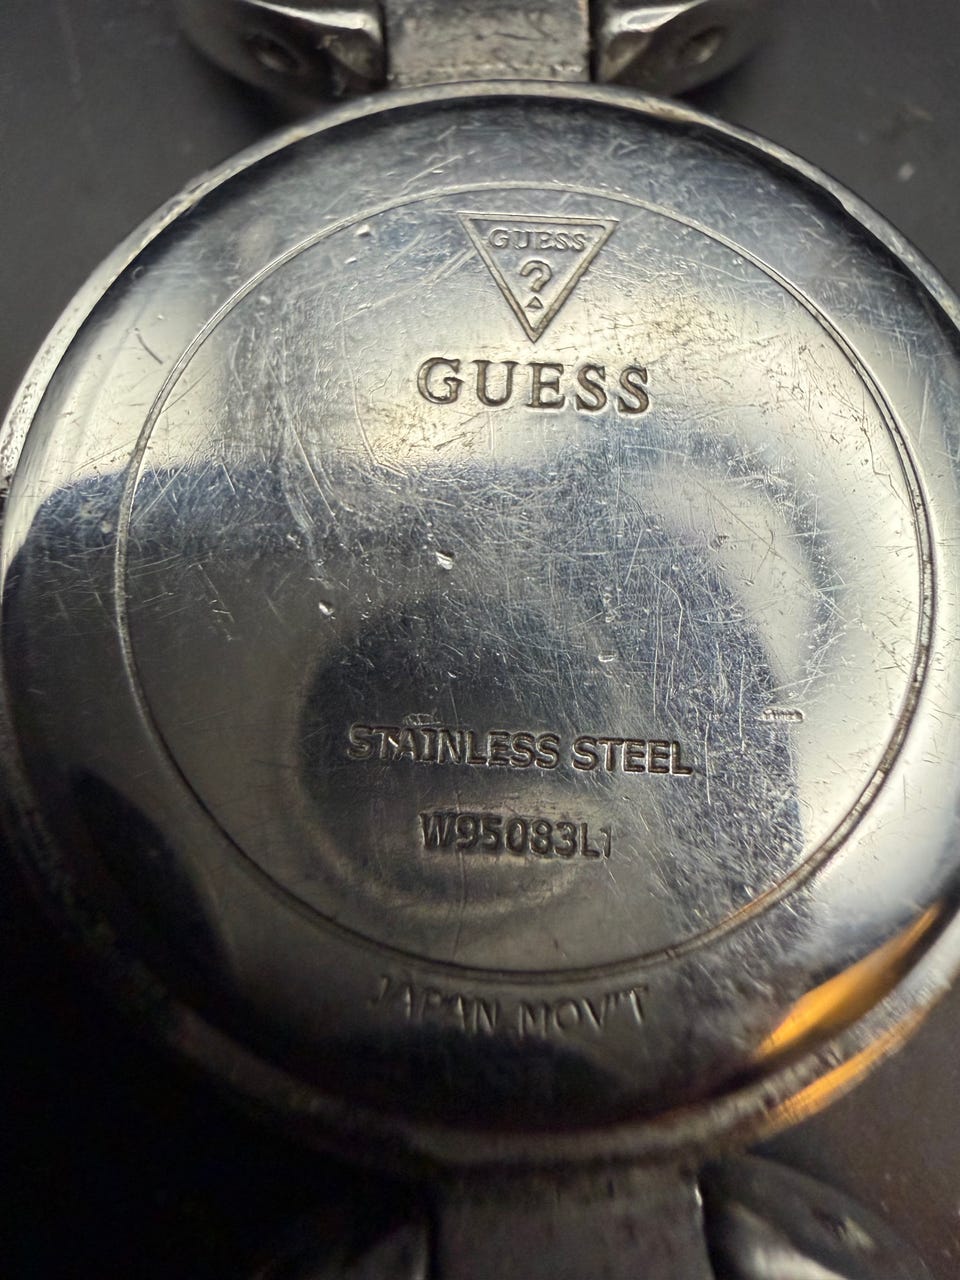 GUESS
?
GUESS
STAINLESS STEEL
W95083L1
JAPAN MOV'T